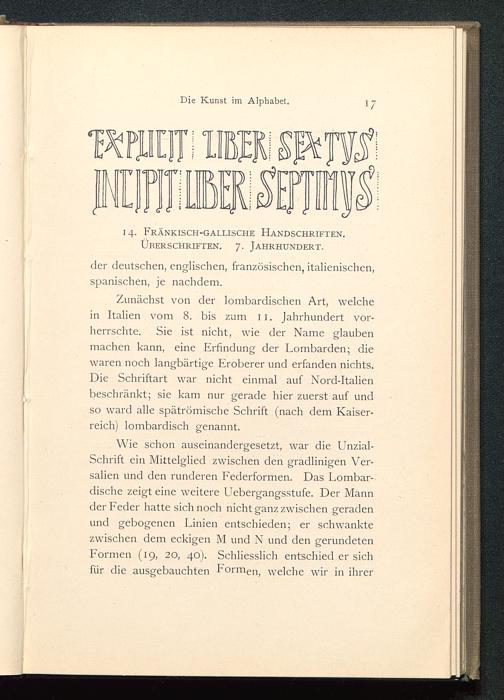 Die Kunst im Alphabet.
17
EXPLICIT LIBER SEXTVS
INCIPIT LIBER SEPTIMVS
14. Fränkisch-gallische Handschriften.
Überschriften. 7. Jahrhundert.
der deutschen, englischen, französischen, italienischen,
spanischen, je nachdem.
Zunächst von der lombardischen Art, welche
in Italien vom 8. bis zum 11. Jahrhundert vor-
herrschte. Sie ist nicht, wie der Name glauben
machen kann, eine Erfindung der Lombarden; die
waren noch langbärtige Eroberer und erfanden nichts.
Die Schriftart war nicht einmal auf Nord-Italien
beschränkt; sie kam nur gerade hier zuerst auf und
so ward alle spätrömische Schrift (nach dem Kaiser-
reich) lombardisch genannt.
Wie schon auseinandergesetzt, war die Unzial-
Schrift ein Mittelglied zwischen den gradlinigen Ver-
salien und den runderen Federformen. Das Lombar-
dische zeigt eine weitere Uebergangsstufe. Der Mann
der Feder hatte sich noch nicht ganz zwischen geraden
und gebogenen Linien entschieden; er schwankte
zwischen dem eckigen M und N und den gerundeten
Formen (19, 20, 40). Schliesslich entschied er sich
für die ausgebauchten Formen, welche wir in ihrer